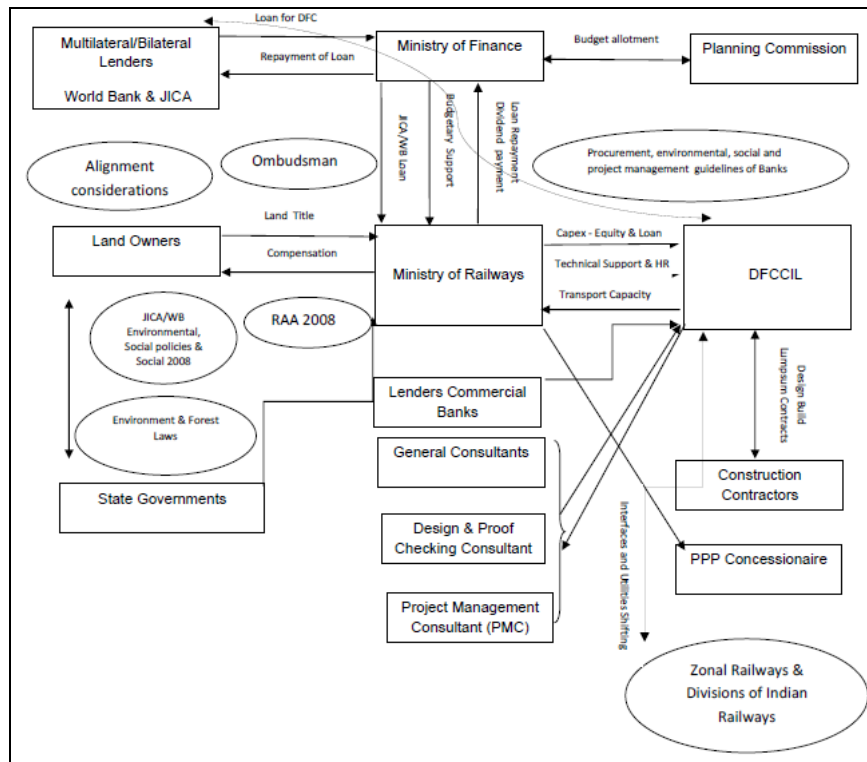 Loan for DFC
Multilateral/Bilateral
Lenders
World Bank & JICA
Repayment of Loan
Ministry of Finance
Budget allotment
Planning Commission
JICA/WB Loan
Budgetary Support
Loan Repayment
Dividend payment
Alignment
considerations
Ombudsman
Procurement, environmental, social and
project management guidelines of Banks
Land Title
Land Owners
Compensation
Ministry of Railways
Capex - Equity & Loan
Technical Support & HR
Transport Capacity
DFCCIL
JICA/WB
Environmental,
Social policies &
Social 2008
RAA 2008
Environment & Forest
Laws
Lenders Commercial
Banks
Design Build
Lumpsum Contracts
General Consultants
State Governments
Construction
Contractors
Design & Proof
Checking Consultant
Interfaces and Utilities Shifting
PPP Concessionaire
Project Management
Consultant (PMC)
Zonal Railways &
Divisions of Indian
Railways